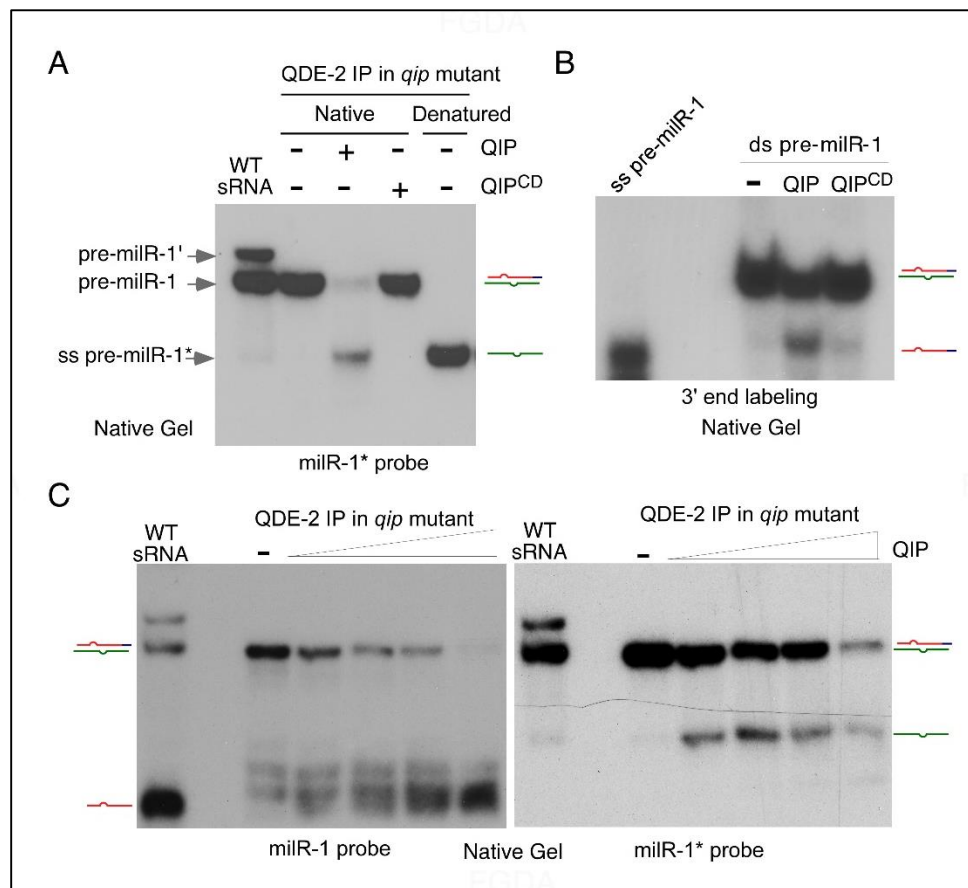 FGDA
A
QDE-2 IP in qip mutant
Native Denatured
- + - - QIP
WT
sRNA
- - + - QIP^CD
pre-milR-1'
pre-milR-1
ss pre-milR-1*
Native Gel
milR-1* probe
B
ss pre-milR-1
ds pre-milR-1
- QIP QIP^CD
3' end labeling
Native Gel
C
WT
sRNA
QDE-2 IP in qip mutant
-
milR-1 probe
WT
sRNA
QDE-2 IP in qip mutant
- QIP
Native Gel
milR-1* probe
FGDA